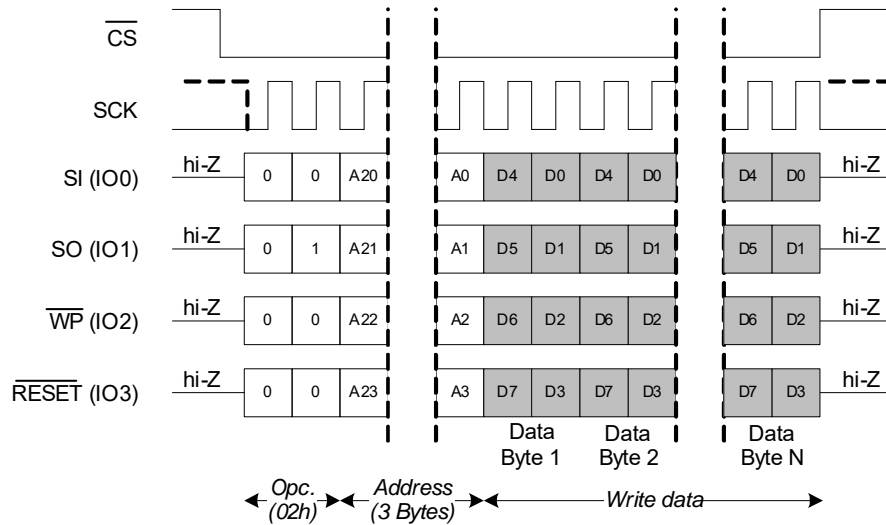 CS
SCK
SI (IO0) hi-Z 0 0 A20 A0 D4 D0 D4 D0 D4 D0 hi-Z
SO (IO1) hi-Z 0 1 A21 A1 D5 D1 D5 D1 D5 D1 hi-Z
WP (IO2) hi-Z 0 0 A22 A2 D6 D2 D6 D2 D6 D2 hi-Z
RESET (IO3) hi-Z 0 0 A23 A3 D7 D3 D7 D3 D7 D3 hi-Z
Data Data Data
Byte 1 Byte 2 Byte N
Opc. Address Write data
(02h) (3 Bytes)